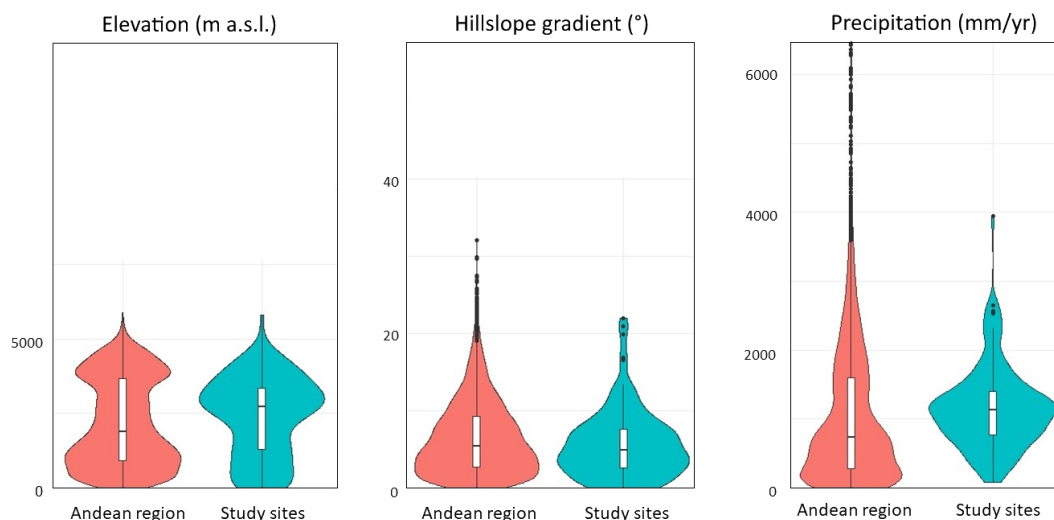 Elevation (m a.s.l.)
5000
0
Andean region
Study sites
Hillslope gradient (°)
40
20
0
Andean region
Study sites
Precipitation (mm/yr)
6000
4000
2000
0
Andean region
Study sites